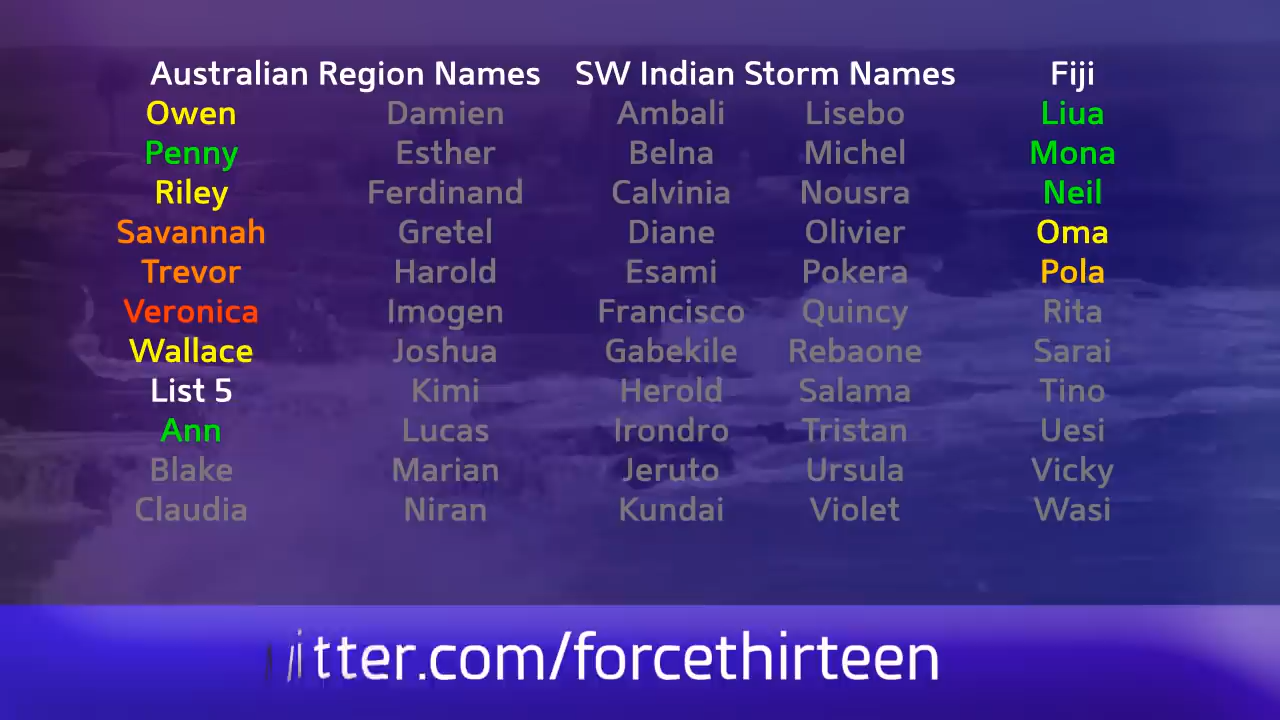 Australian Region Names SW Indian Storm Names Fiji
Owen Damien Ambali Lisebo Liua
Penny Esther Belna Michel Mona
Riley Ferdinand Calvinia Nousra Neil
Savannah Gretel Diane Olivier Oma
Trevor Harold Esami Pokera Pola
Veronica Imogen Francisco Quincy Rita
Wallace Joshua Gabekile Rebaone Sarai
List 5 Kimi Herold Salama Tino
Ann Lucas Irondro Tristan Uesi
Blake Marian Jeruto Ursula Vicky
Claudia Niran Kundai Violet Wasi
itter.com/forcethirteen